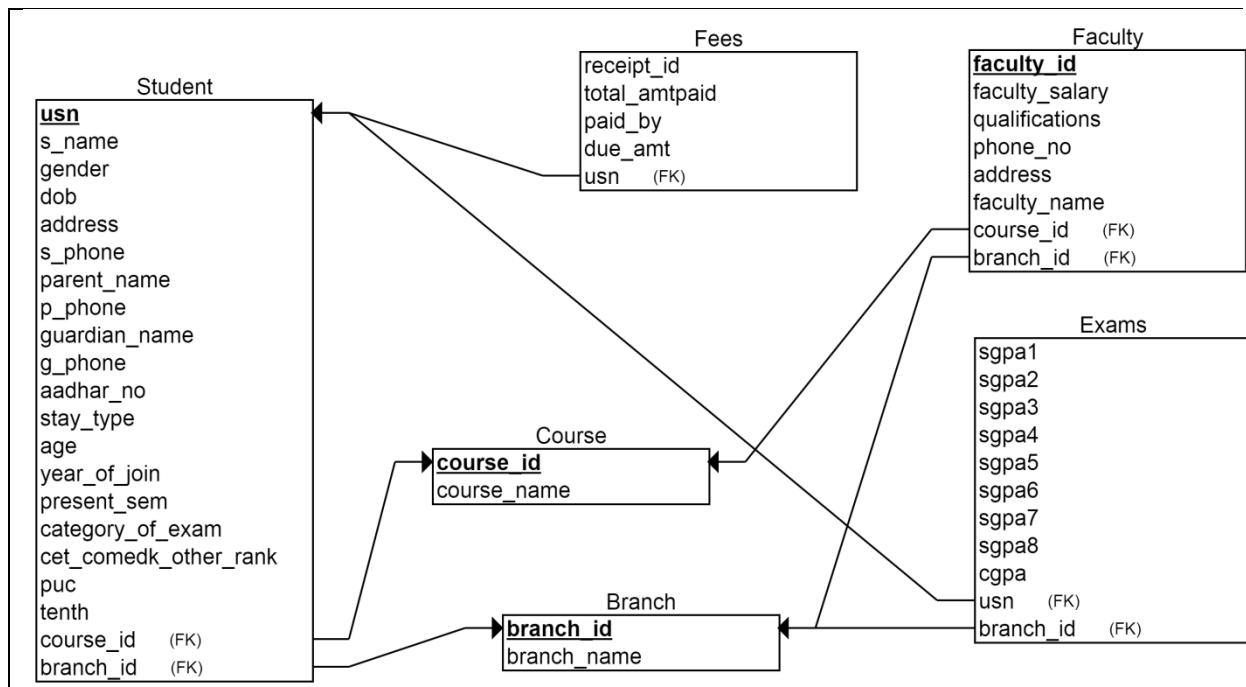 Student
usn
s_name
gender
dob
address
s_phone
parent_name
p_phone
guardian_name
g_phone
aadhar_no
stay_type
age
year_of_join
present_sem
category_of_exam
cet_comedk_other_rank
puc
tenth
course_id (FK)
branch_id (FK)
Fees
receipt_id
total_amtpaid
paid_by
due_amt
usn (FK)
Course
course_id
course_name
Branch
branch_id
branch_name
Faculty
faculty_id
faculty_salary
qualifications
phone_no
address
faculty_name
course_id (FK)
branch_id (FK)
Exams
sgpa1
sgpa2
sgpa3
sgpa4
sgpa5
sgpa6
sgpa7
sgpa8
cgpa
usn (FK)
branch_id (FK)